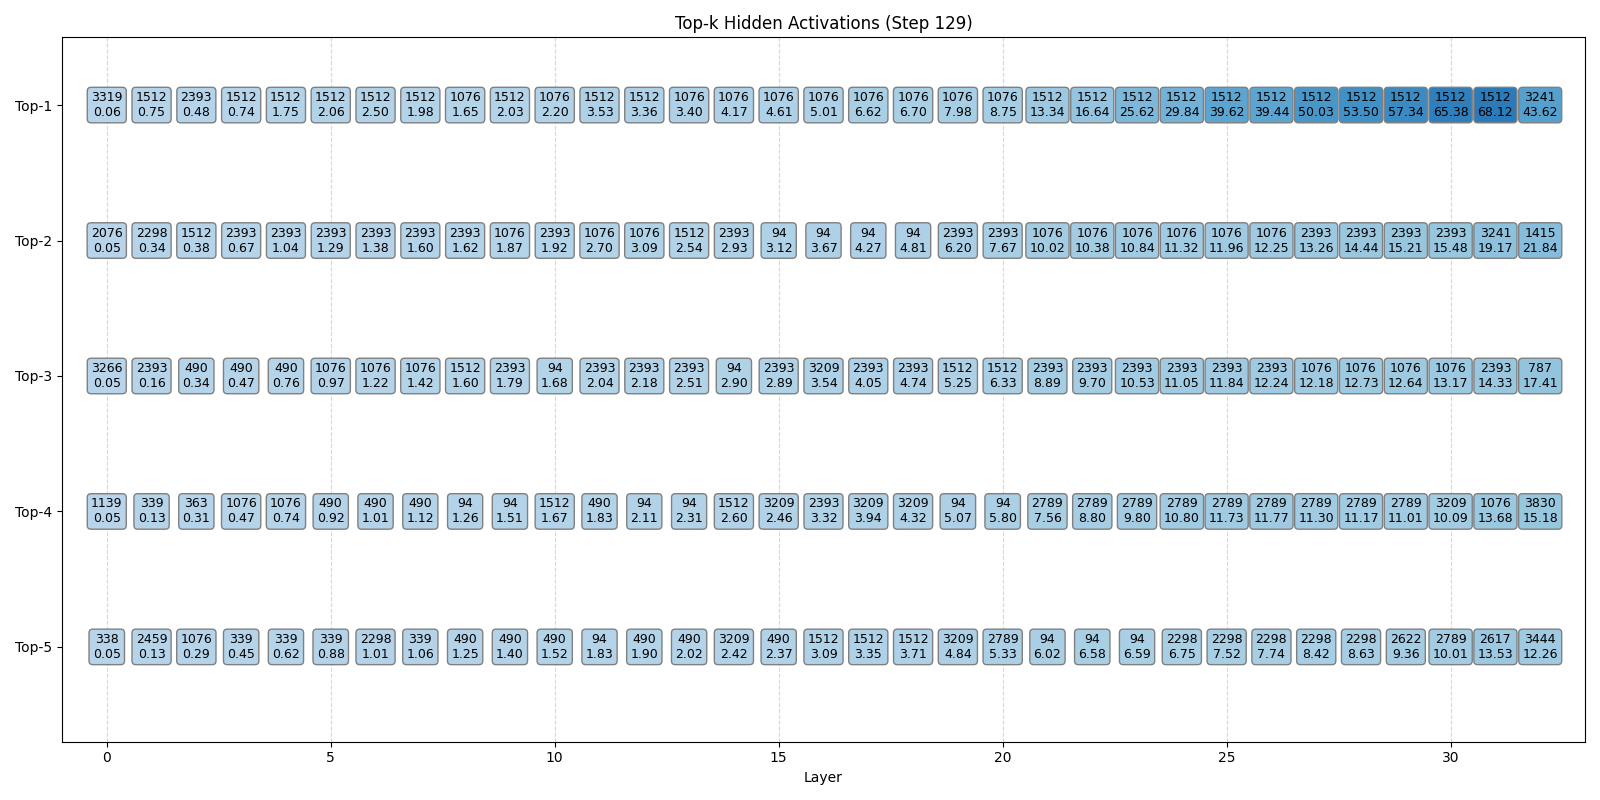 Top-k Hidden Activations (Step 129)
Top-1
3319 1512 2393 1512 1512 1512 1512 1512 1076 1512 1076 1512 1512 1076 1076 1076 1076 1076 1076 1076 1076 1512 1512 1512 1512 1512 1512 1512 1512 1512 1512 1512 3241
0.06 0.75 0.48 0.74 1.75 2.06 2.50 1.98 1.65 2.03 2.20 3.53 3.36 3.40 4.17 4.61 5.01 6.62 6.70 7.98 8.75 13.34 16.64 25.62 29.84 39.62 39.44 50.03 53.50 57.34 65.38 68.12 43.62
Top-2
2076 2298 1512 2393 2393 2393 2393 2393 2393 1076 2393 1076 1076 1512 2393 94 94 94 94 2393 2393 1076 1076 1076 1076 1076 1076 2393 2393 2393 2393 3241 1415
0.05 0.34 0.38 0.67 1.04 1.29 1.38 1.60 1.62 1.87 1.92 2.70 3.09 2.54 2.93 3.12 3.67 4.27 4.81 6.20 7.67 10.02 10.38 10.84 11.32 11.96 12.25 13.26 14.44 15.21 15.48 19.17 21.84
Top-3
3266 2393 490 490 490 1076 1076 1076 1512 2393 94 2393 2393 2393 94 2393 3209 2393 2393 1512 1512 2393 2393 2393 2393 2393 2393 1076 1076 1076 1076 2393 787
0.05 0.16 0.34 0.47 0.76 0.97 1.22 1.42 1.60 1.79 1.68 2.04 2.18 2.51 2.90 2.89 3.54 4.05 4.74 5.25 6.33 8.89 9.70 10.53 11.05 11.84 12.24 12.18 12.73 12.64 13.17 14.33 17.41
Top-4
1139 339 363 1076 1076 490 490 490 94 94 1512 490 94 94 1512 3209 2393 3209 3209 94 94 2789 2789 2789 2789 2789 2789 2789 2789 2789 3209 1076 3830
0.05 0.13 0.31 0.47 0.74 0.92 1.01 1.12 1.26 1.51 1.67 1.83 2.11 2.31 2.60 2.46 3.32 3.94 4.32 5.07 5.80 7.56 8.80 9.80 10.80 11.73 11.77 11.30 11.17 11.01 10.09 13.68 15.18
Top-5
338 2459 1076 339 339 339 2298 339 490 490 490 94 490 490 3209 490 1512 1512 1512 3209 2789 94 94 94 2298 2298 2298 2298 2298 2622 2789 2617 3444
0.05 0.13 0.29 0.45 0.62 0.88 1.01 1.06 1.25 1.40 1.52 1.83 1.90 2.02 2.42 2.37 3.09 3.35 3.71 4.84 5.33 6.02 6.58 6.59 6.75 7.52 7.74 8.42 8.63 9.36 10.01 13.53 12.26
0 5 10 15 20 25 30
Layer